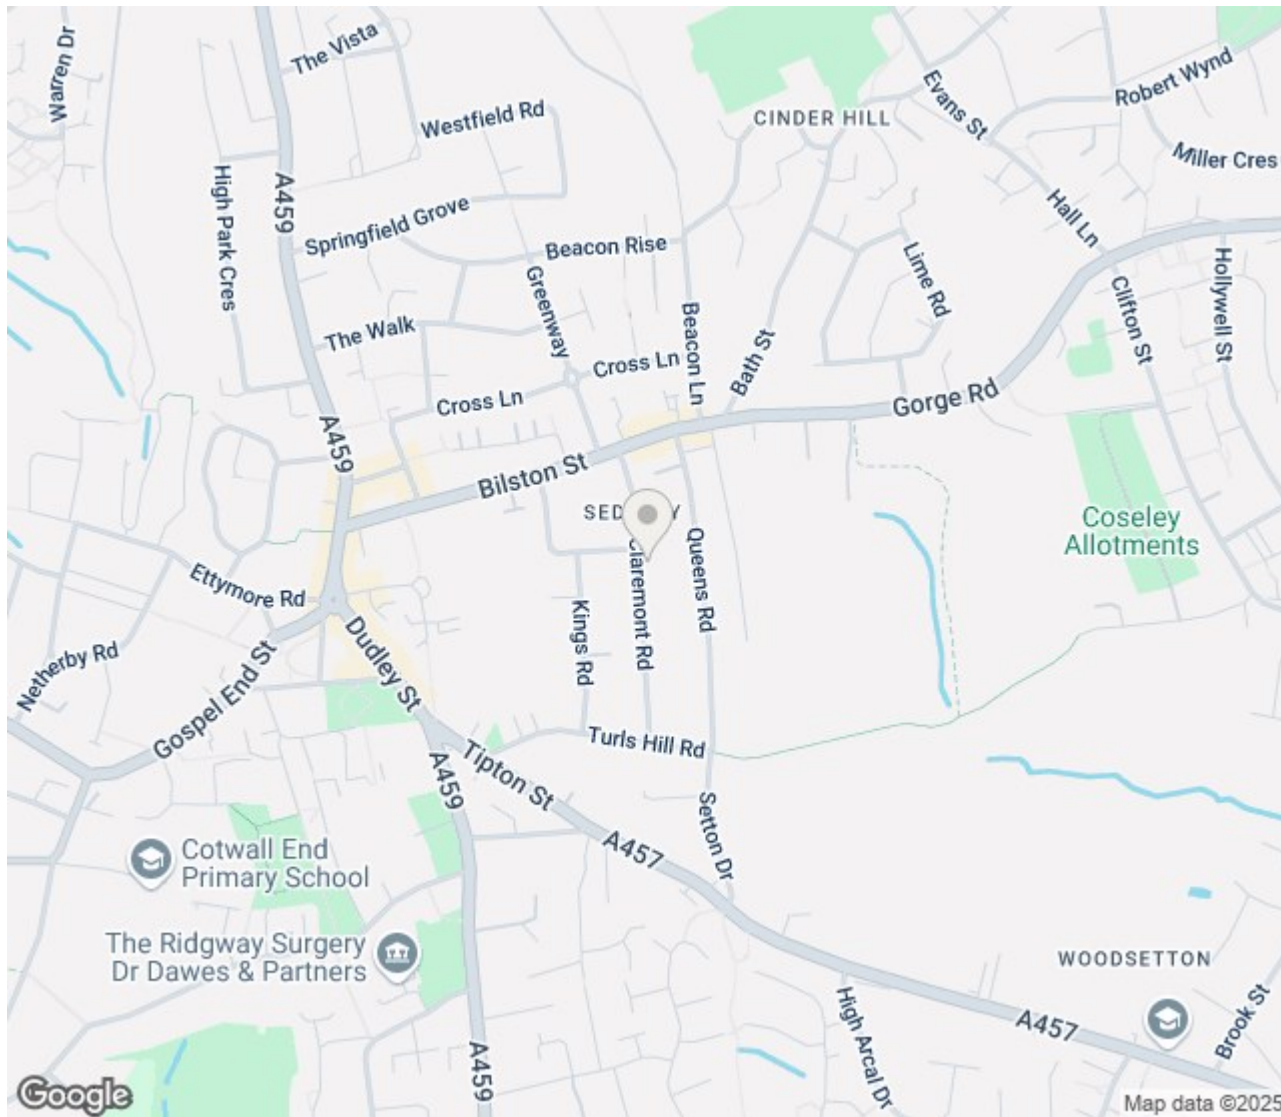 The Vista
Warren Dr
Westfield Rd
CINDER HILL
Evans St
Robert Wynd
Miller Cres
High Park Cres
A459
Springfield Grove
Beacon Rise
Hall Ln
Lime Rd
Hollywell St
Greenway
The Walk
Beacon Ln
Bath St
Clifton St
Cross Ln
Cross Ln
Gorge Rd
A459
Bilston St
Coseley
Allotments
Queens Rd
Claremont Rd
Ettymore Rd
Kings Rd
Dudley St
Netherby Rd
Gospel End St
Turls Hill Rd
A459
Tipton St
Setton Dr
A457
Cotwall End
Primary School
The Ridgway Surgery
Dr Dawes & Partners
WOODSETTON
High Arcal Dr
A457
Brook St
A459
Google
Map data ©2025